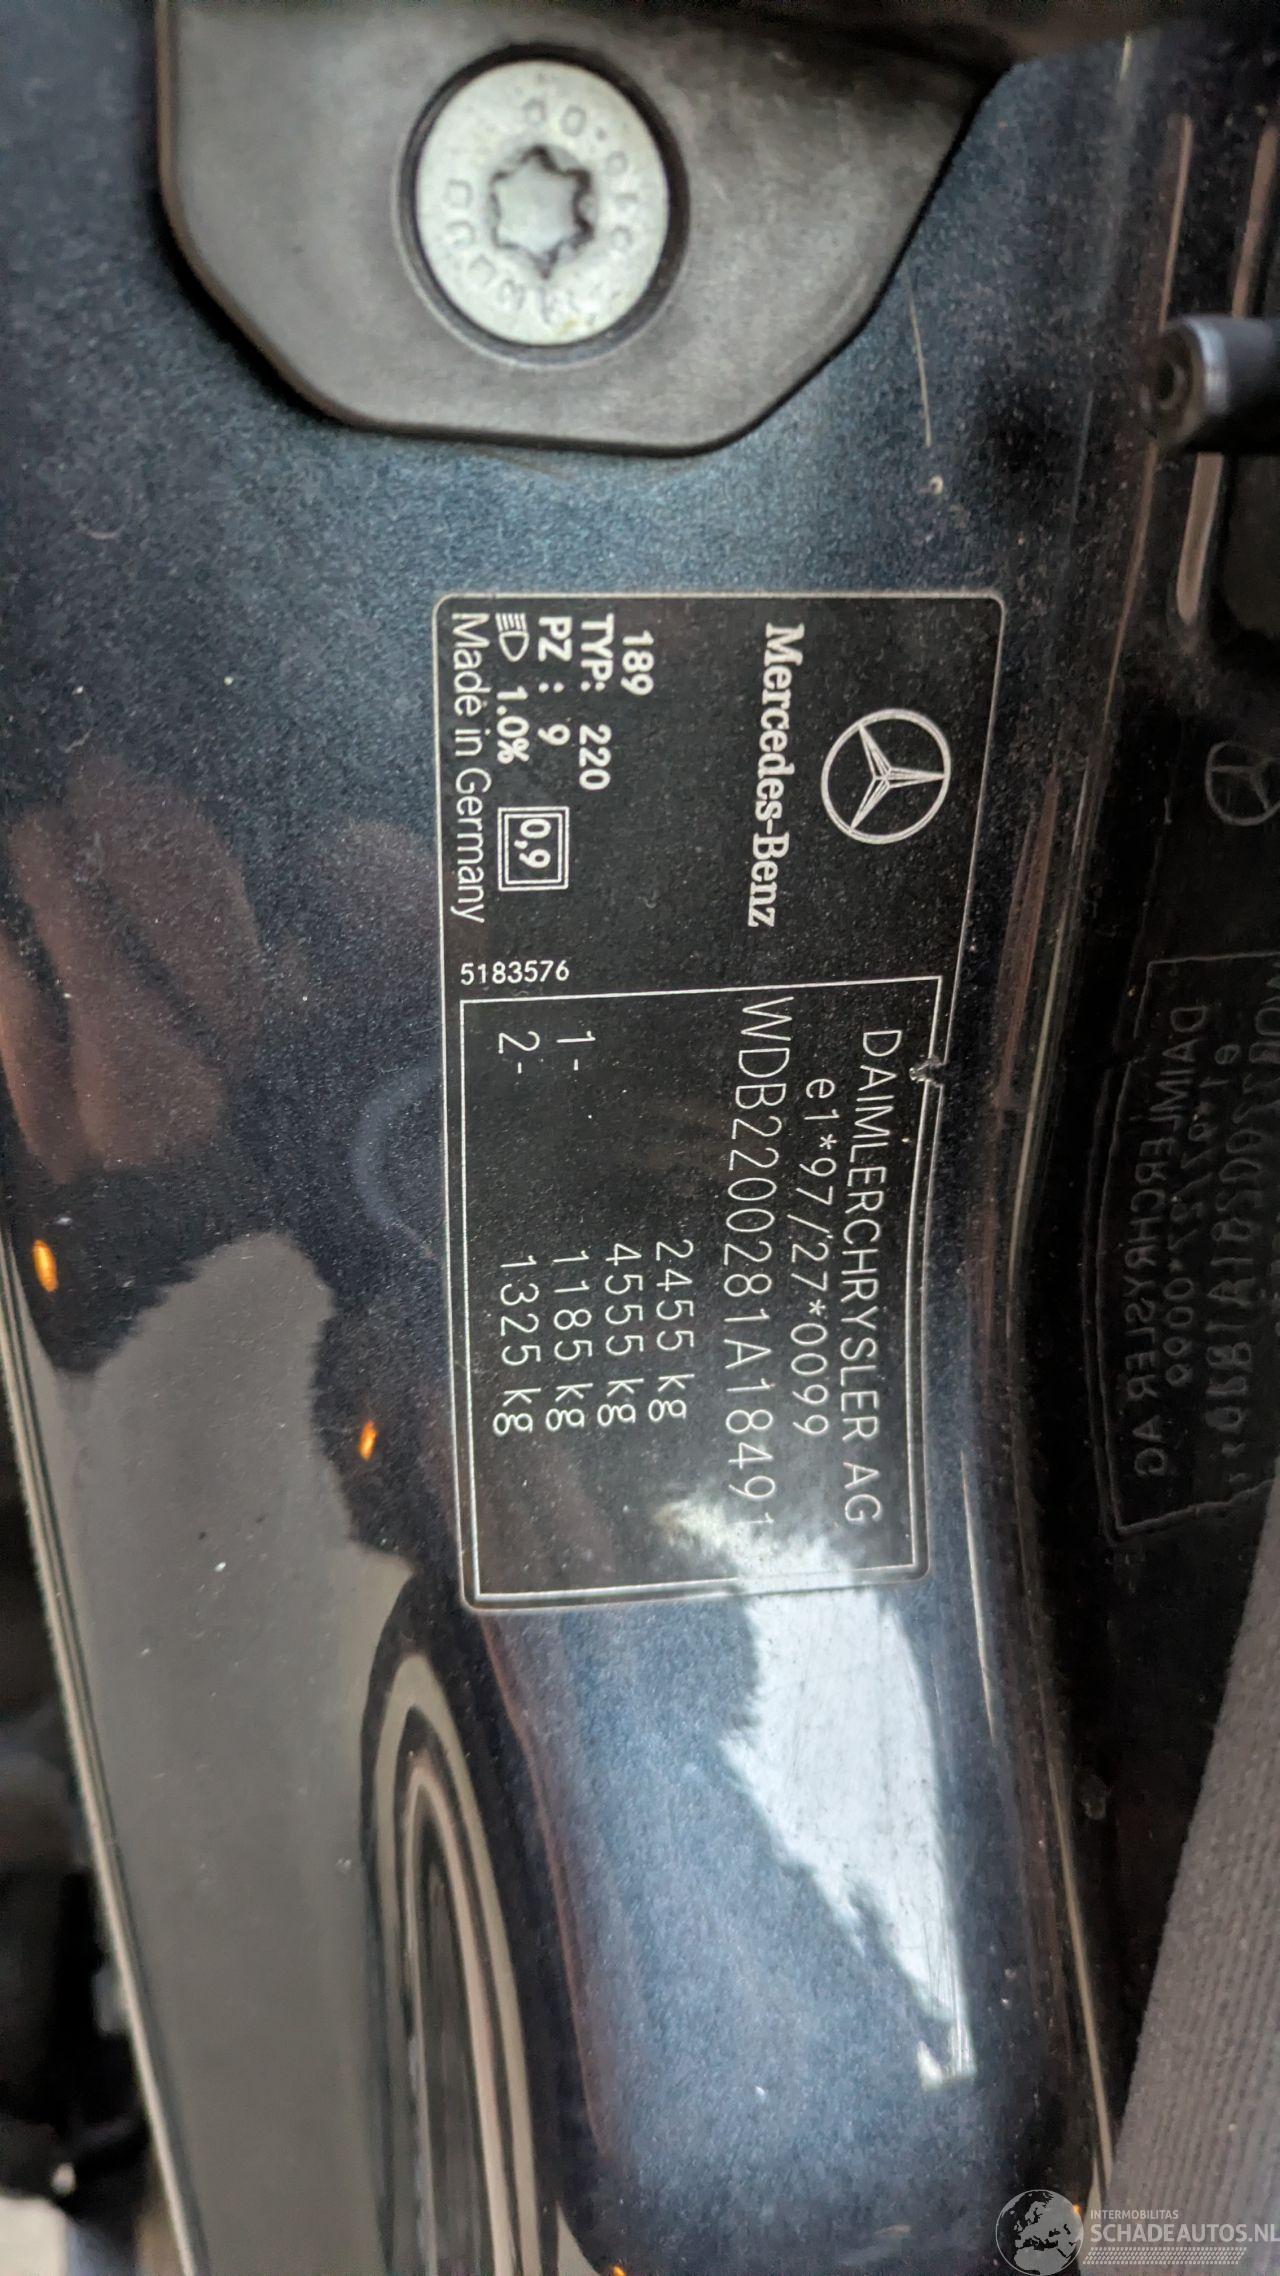 Mercedes-Benz
189
TYP: 220
PZ : 9
1.0% 0,9
Made in Germany
5183576
DAIMLERCHRYSLER AG
e1*97/27*0099
WDB2200281A18491
2455 kg
4555 kg
1- 1185 kg
2- 1325 kg
INTERMOBILITAS
SCHADEAUTOS.NL